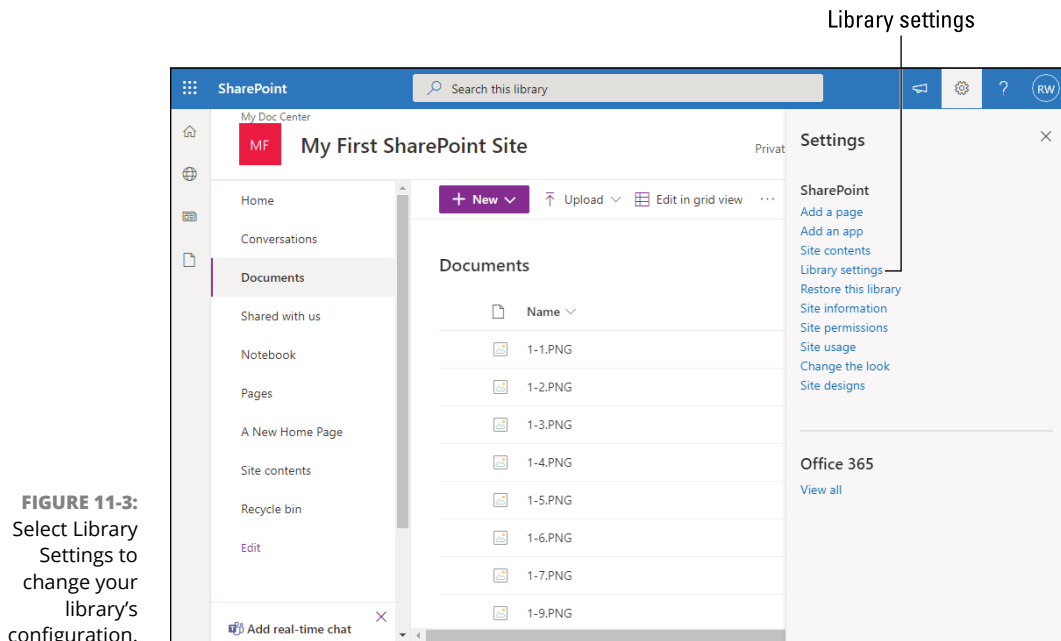 Library settings
SharePoint
Search this library
?
RW
My Doc Center
MF
My First SharePoint Site
Privat
Home
Conversations
Documents
Shared with us
Notebook
Pages
A New Home Page
Site contents
Recycle bin
Edit
Add real-time chat
+ New
Upload
Edit in grid view
...
Documents
Name
1-1.PNG
1-2.PNG
1-3.PNG
1-4.PNG
1-5.PNG
1-6.PNG
1-7.PNG
1-9.PNG
Settings
SharePoint
Add a page
Add an app
Site contents
Library settings
Restore this library
Site information
Site permissions
Site usage
Change the look
Site designs
Office 365
View all
FIGURE 11-3:
Select Library
Settings to
change your
library's
configuration.